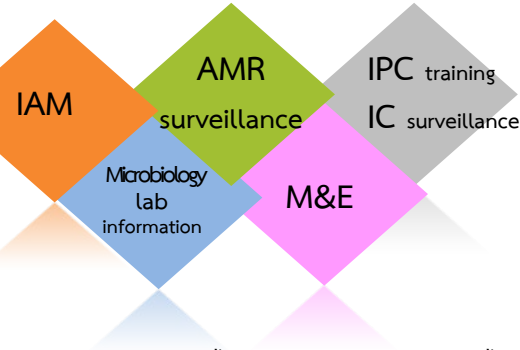 IAM
AMR
surveillance
IPC training
IC surveillance
Microbiology
lab
information
M&E